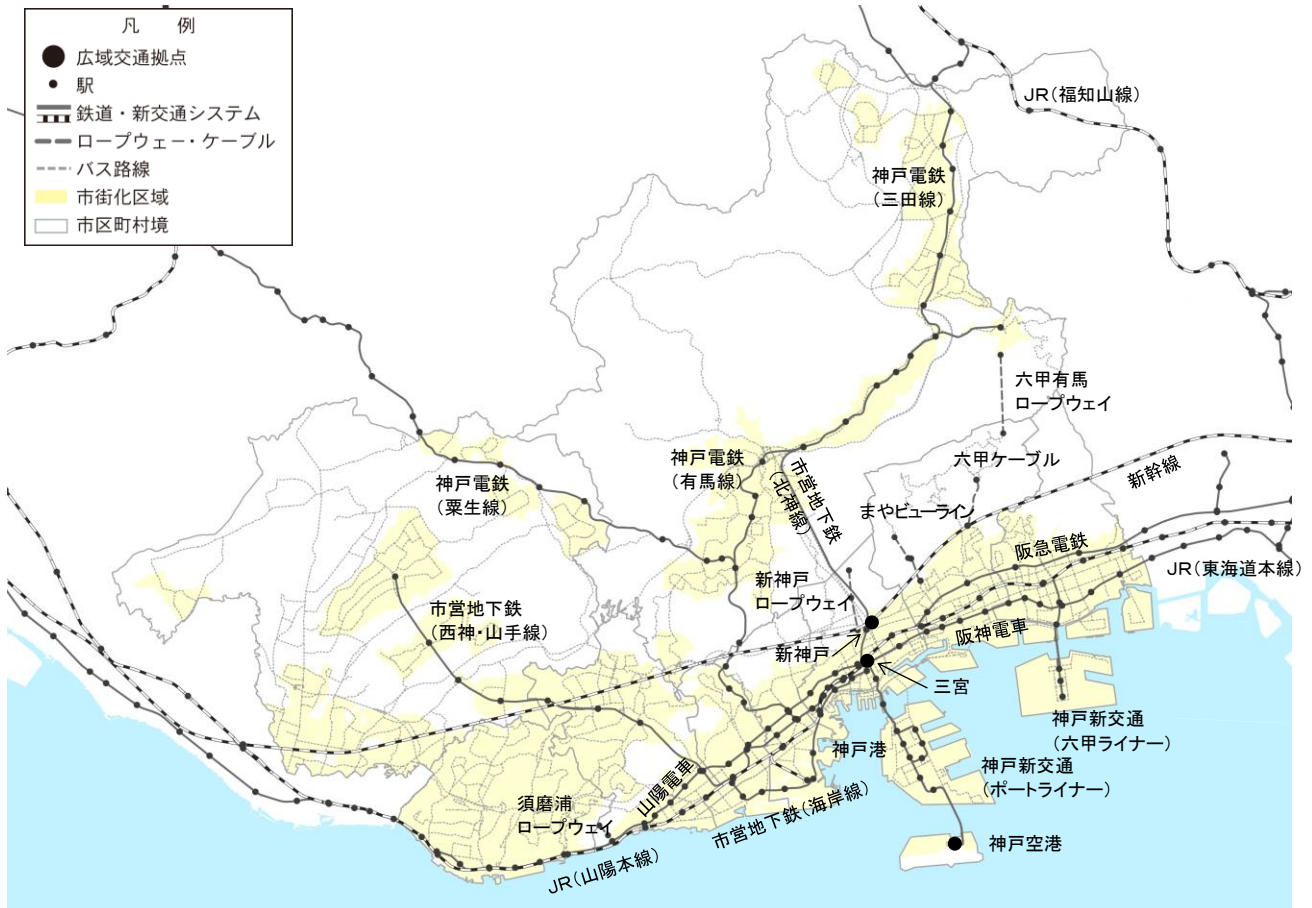 凡 例
広域交通拠点
駅
鉄道・新交通システム
ロープウェー・ケーブル
バス路線
市街化区域
市区町村境
JR(福知山線)
神戸電鉄
(三田線)
六甲有馬
ロープウェイ
神戸電鉄
(有馬線)
市営地下鉄
(北神線)
六甲ケーブル
新幹線
神戸電鉄
(粟生線)
まやビューライン
阪急電鉄
JR(東海道本線)
新神戸
ロープウェイ
市営地下鉄
(西神・山手線)
阪神電車
新神戸
三宮
神戸新交通
(六甲ライナー)
神戸港
神戸新交通
(ポートライナー)
山陽電車
須磨浦
ロープウェイ
市営地下鉄(海岸線)
神戸空港
JR(山陽本線)